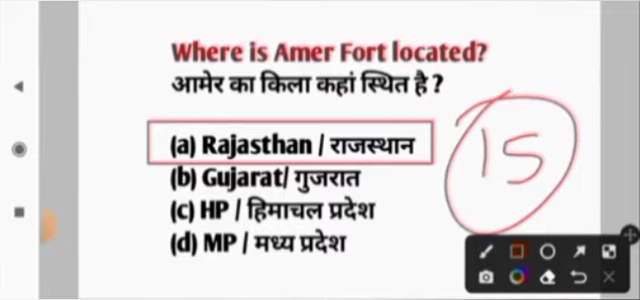 Where is Amer Fort located?
आमेर का किला कहां स्थित है ?
(a) Rajasthan / राजस्थान
(b) Gujarat/ गुजरात
(c) HP / हिमाचल प्रदेश
(d) MP / मध्य प्रदेश
15